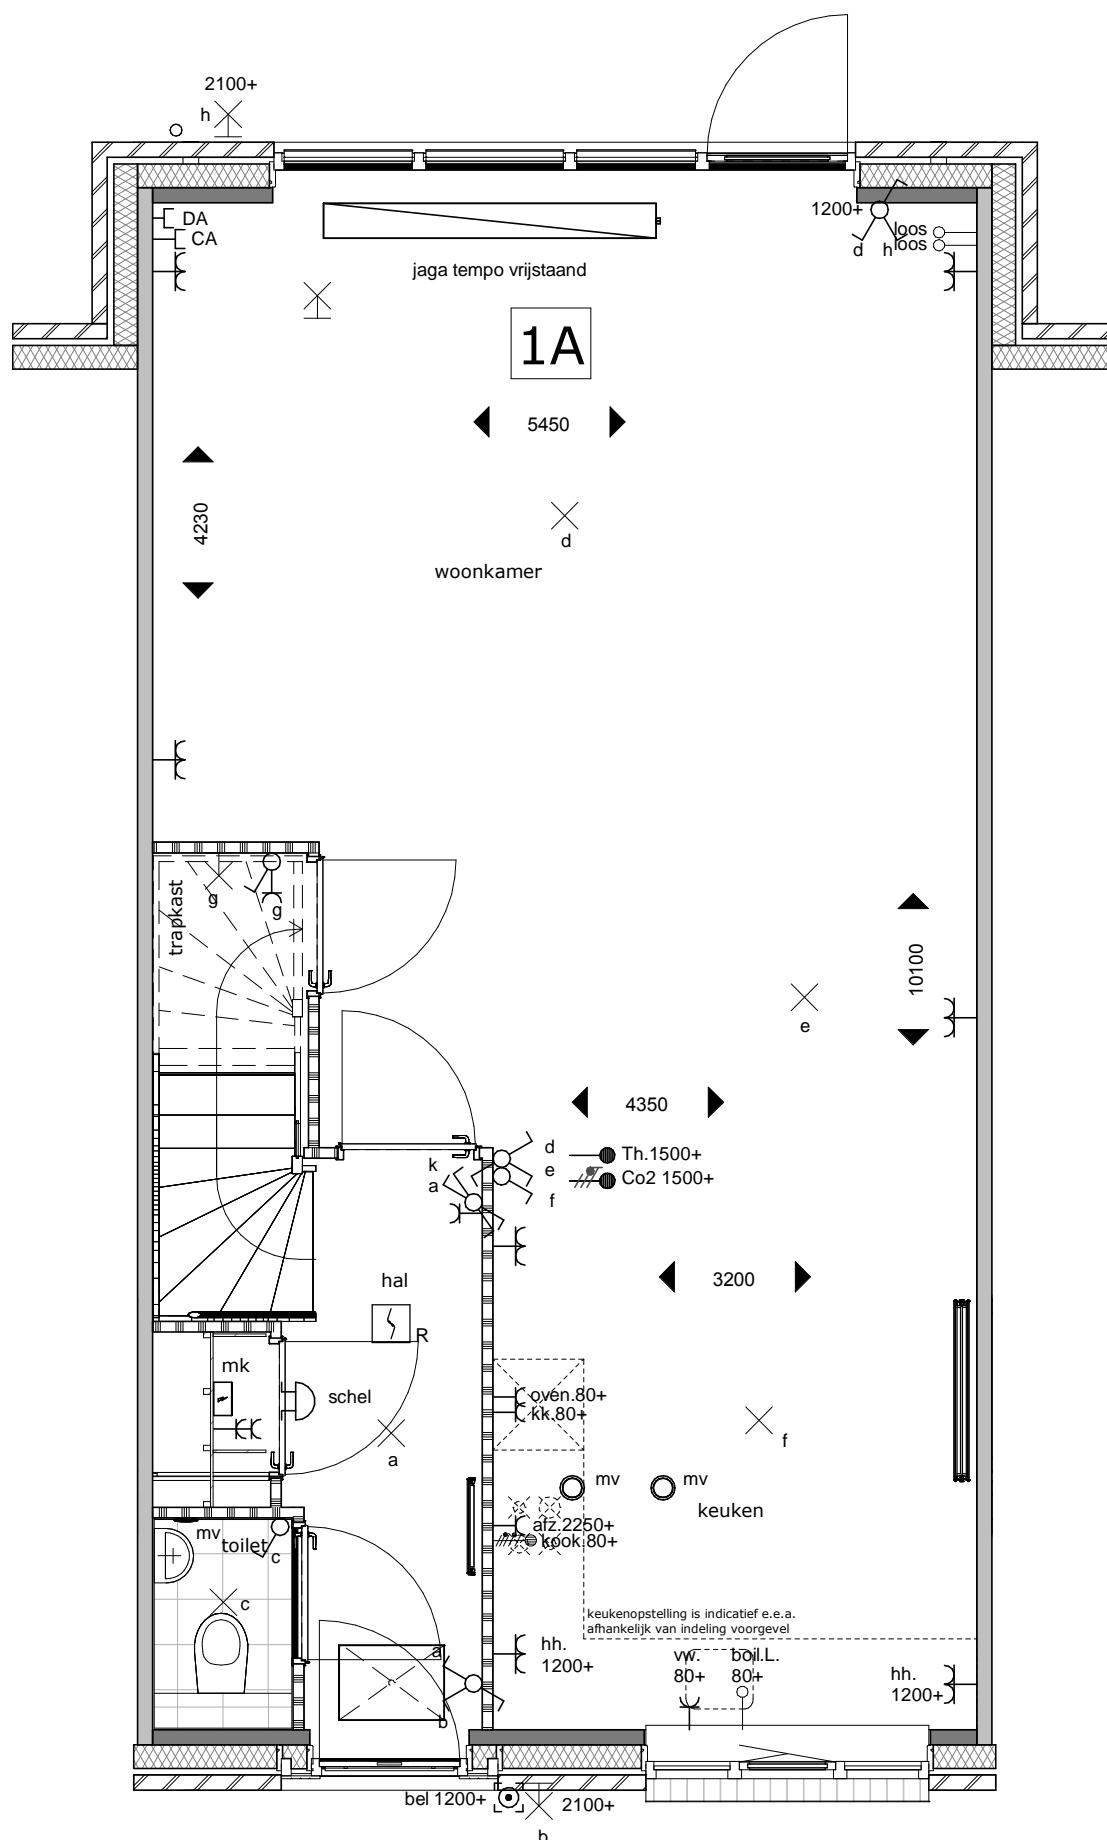 2100+
h
DA
CA
1200+
d
h
loos
loos
jaga tempo vrijstaand
1A
5450
4230
d
woonkamer
trapkast
g
g
10100
e
4350
d
k
e
a
f
Th.1500+
Co2 1500+
3200
hal
R
mk
schel
a
oven.80+
kk.80+
f
mv
mv
keuken
mv
toilet
c
afz.2250+
kook.80+
c
keukenopstelling is indicatief e.e.a.
afhankelijk van indeling voorgevel
a
hh.
1200+
vw.
80+
boil.L.
80+
hh.
1200+
b
bel 1200+
2100+
b